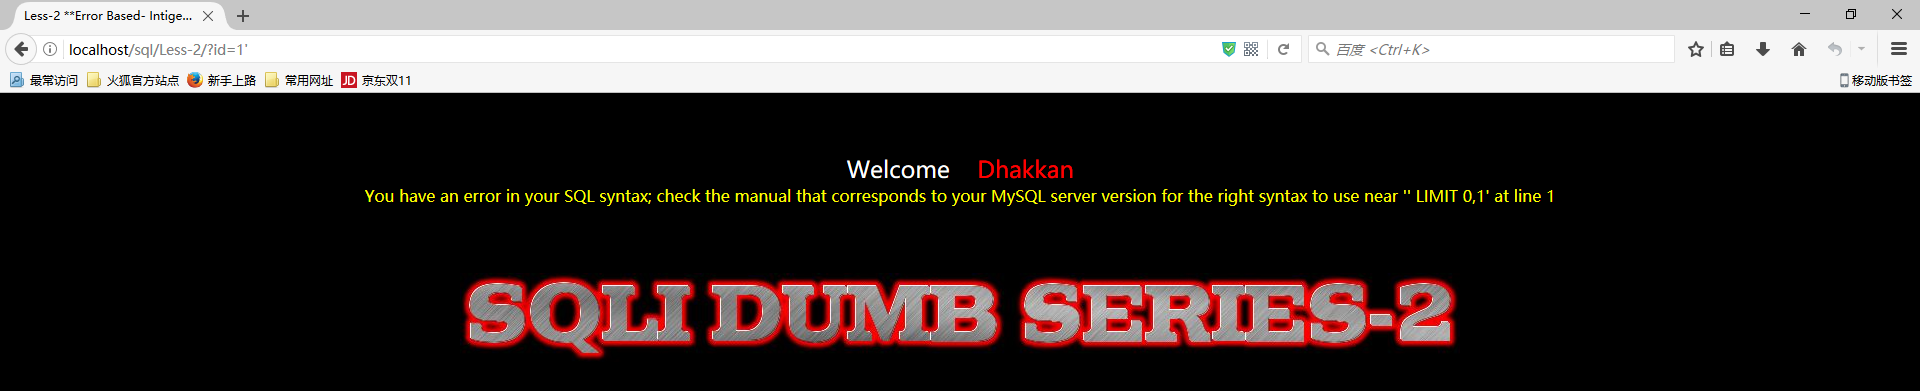 Less-2 **Error Based- Intige...
localhost/sql/Less-2/?id=1'
百度 <Ctrl+K>
最常访问 火狐官方站点 新手上路 常用网址 JD 京东双11 移动版书签
Welcome Dhakkan
You have an error in your SQL syntax; check the manual that corresponds to your MySQL server version for the right syntax to use near '' LIMIT 0,1' at line 1
SQLI DUMB SERIES-2